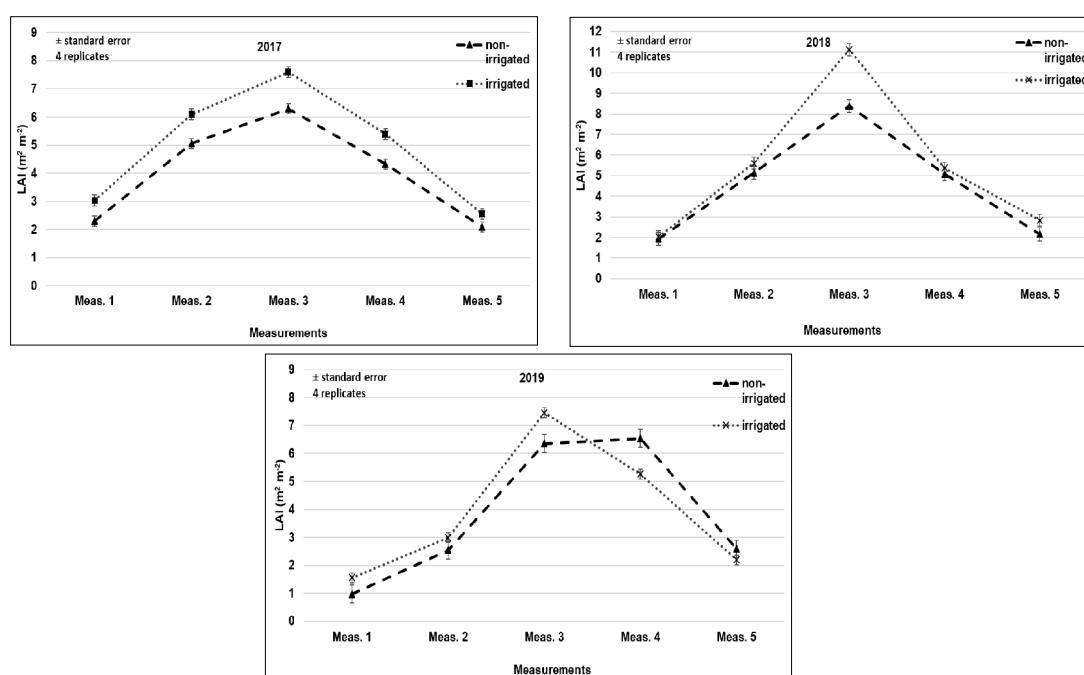 ± standard error
4 replicates
2017
non-
irrigated
irrigated
9
8
7
6
5
4
3
2
1
0
LAI (m² m⁻²)
Meas. 1 Meas. 2 Meas. 3 Meas. 4 Meas. 5
Measurements
± standard error
4 replicates
2018
non-
irrigated
irrigated
12
11
10
9
8
7
6
5
4
3
2
1
0
LAI (m² m⁻²)
Meas. 1 Meas. 2 Meas. 3 Meas. 4 Meas. 5
Measurements
± standard error
4 replicates
2019
non-
irrigated
irrigated
9
8
7
6
5
4
3
2
1
0
LAI (m² m⁻²)
Meas. 1 Meas. 2 Meas. 3 Meas. 4 Meas. 5
Measurements